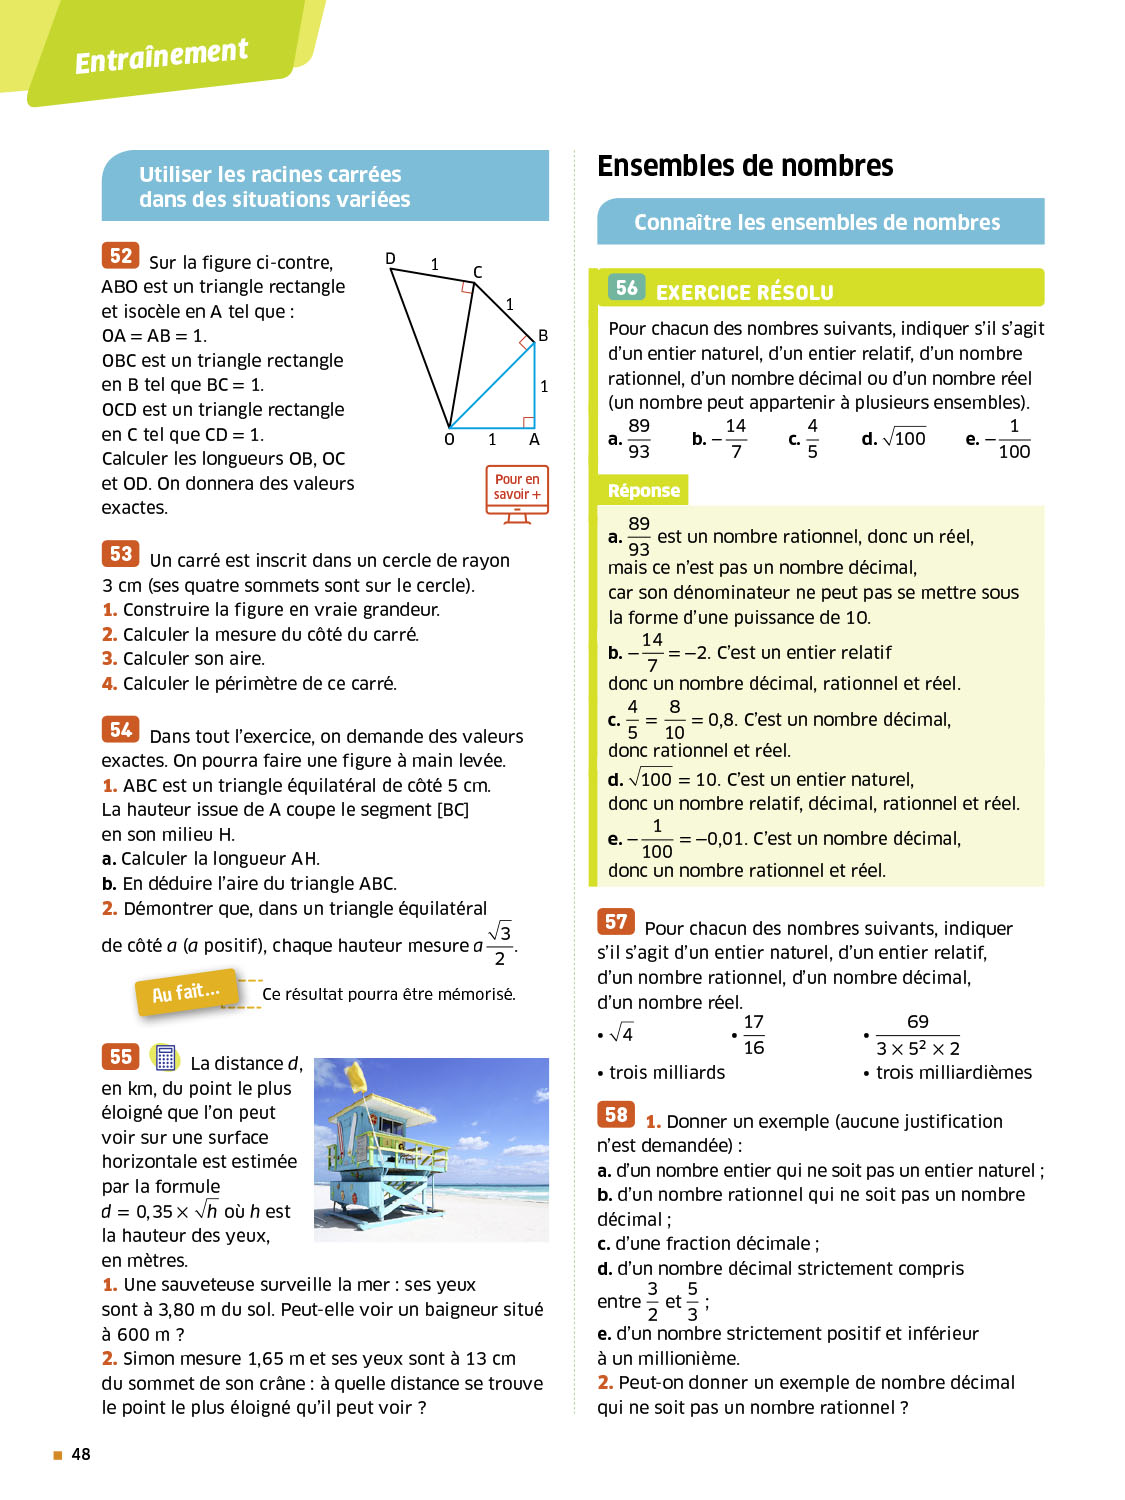 Entraînement
Utiliser les racines carrées
dans des situations variées
52 Sur la figure ci-contre,
ABO est un triangle rectangle
et isocèle en A tel que :
OA = AB = 1.
OBC est un triangle rectangle
en B tel que BC = 1.
OCD est un triangle rectangle
en C tel que CD = 1.
Calculer les longueurs OB, OC
et OD. On donnera des valeurs
exactes.
D
1
C
1
B
1
O
1
A
Pour en
savoir +
53 Un carré est inscrit dans un cercle de rayon
3 cm (ses quatre sommets sont sur le cercle).
1. Construire la figure en vraie grandeur.
2. Calculer la mesure du côté du carré.
3. Calculer son aire.
4. Calculer le périmètre de ce carré.
54 Dans tout l’exercice, on demande des valeurs
exactes. On pourra faire une figure à main levée.
1. ABC est un triangle équilatéral de côté 5 cm.
La hauteur issue de A coupe le segment [BC]
en son milieu H.
a. Calculer la longueur AH.
b. En déduire l’aire du triangle ABC.
2. Démontrer que, dans un triangle équilatéral
de côté a (a positif), chaque hauteur mesure a √3/2.
Au fait...
Ce résultat pourra être mémorisé.
55 La distance d,
en km, du point le plus
éloigné que l’on peut
voir sur une surface
horizontale est estimée
par la formule
d = 0,35 × √h où h est
la hauteur des yeux,
en mètres.
1. Une sauveteuse surveille la mer : ses yeux
sont à 3,80 m du sol. Peut-elle voir un baigneur situé
à 600 m ?
2. Simon mesure 1,65 m et ses yeux sont à 13 cm
du sommet de son crâne : à quelle distance se trouve
le point le plus éloigné qu’il peut voir ?
48
Ensembles de nombres
Connaître les ensembles de nombres
56 EXERCICE RÉSOLU
Pour chacun des nombres suivants, indiquer s’il s’agit
d’un entier naturel, d’un entier relatif, d’un nombre
rationnel, d’un nombre décimal ou d’un nombre réel
(un nombre peut appartenir à plusieurs ensembles).
a. 89/93 b. −14/7 c. 4/5 d. √100 e. −1/100
Réponse
a. 89/93 est un nombre rationnel, donc un réel,
mais ce n’est pas un nombre décimal,
car son dénominateur ne peut pas se mettre sous
la forme d’une puissance de 10.
b. −14/7 = −2. C’est un entier relatif
donc un nombre décimal, rationnel et réel.
c. 4/5 = 8/10 = 0,8. C’est un nombre décimal,
donc rationnel et réel.
d. √100 = 10. C’est un entier naturel,
donc un nombre relatif, décimal, rationnel et réel.
e. −1/100 = −0,01. C’est un nombre décimal,
donc un nombre rationnel et réel.
57 Pour chacun des nombres suivants, indiquer
s’il s’agit d’un entier naturel, d’un entier relatif,
d’un nombre rationnel, d’un nombre décimal,
d’un nombre réel.
• √4 • 17/16 • 69/(3 × 5² × 2)
• trois milliards • trois milliardièmes
58 1. Donner un exemple (aucune justification
n’est demandée) :
a. d’un nombre entier qui ne soit pas un entier naturel ;
b. d’un nombre rationnel qui ne soit pas un nombre
décimal ;
c. d’une fraction décimale ;
d. d’un nombre décimal strictement compris
entre 3/2 et 5/3 ;
e. d’un nombre strictement positif et inférieur
à un millionième.
2. Peut-on donner un exemple de nombre décimal
qui ne soit pas un nombre rationnel ?